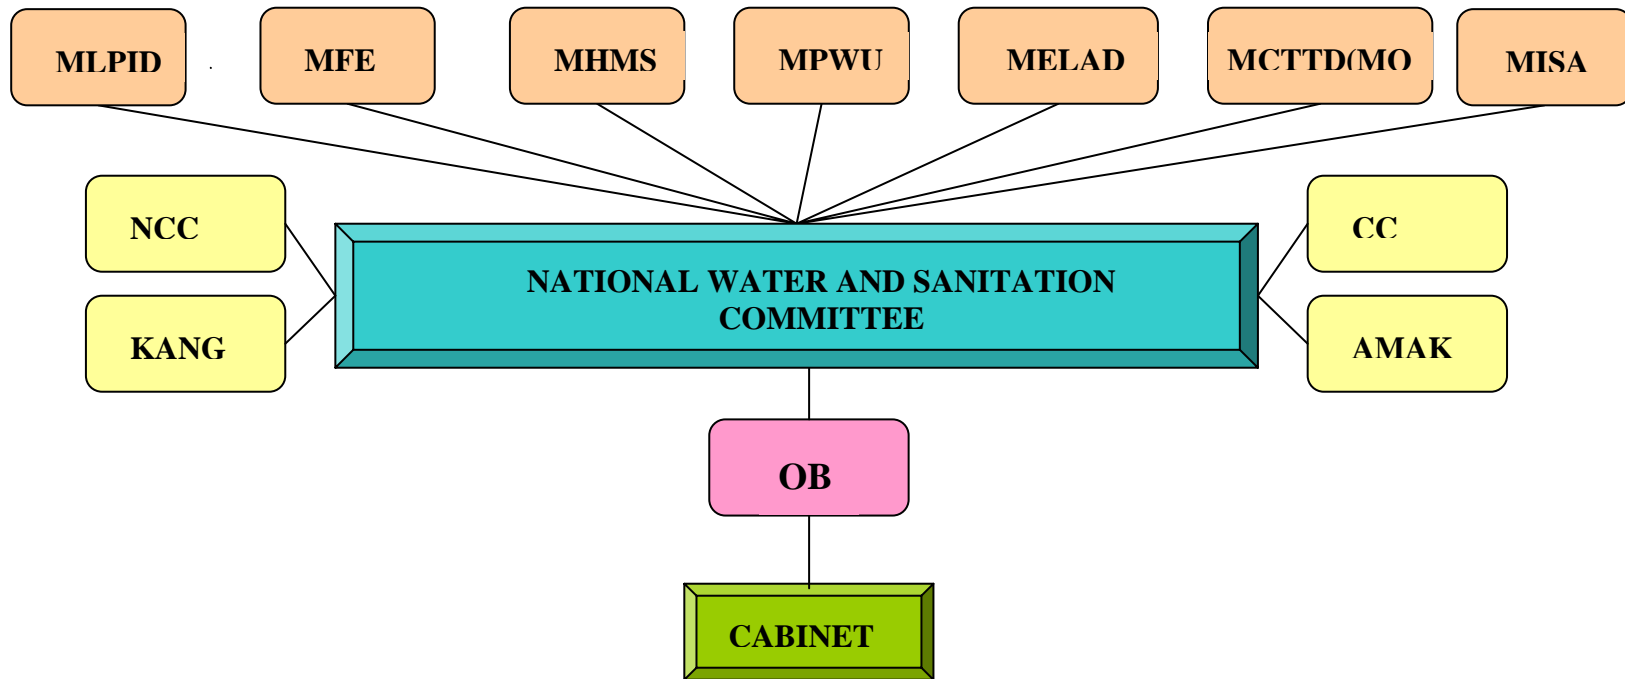 MLPID
MFE
MHMS
MPWU
MELAD
MCTTD(MO
MISA
NCC
CC
NATIONAL WATER AND SANITATION
COMMITTEE
KANG
AMAK
OB
CABINET